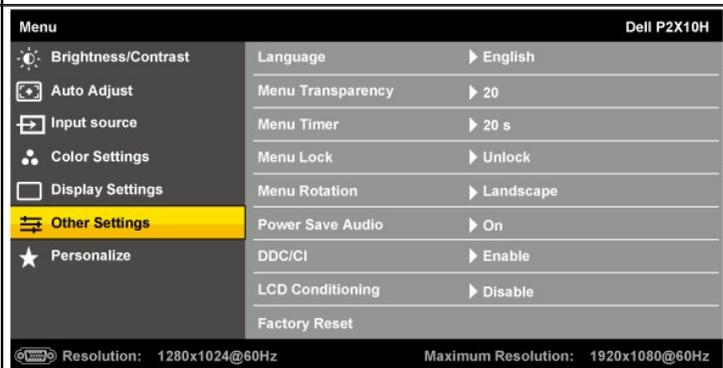 Menu Dell P2X10H
Brightness/Contrast Language English
Auto Adjust Menu Transparency 20
Input source Menu Timer 20 s
Color Settings Menu Lock Unlock
Display Settings Menu Rotation Landscape
Other Settings Power Save Audio On
Personalize DDC/CI Enable
LCD Conditioning Disable
Factory Reset
Resolution: 1280x1024@60Hz Maximum Resolution: 1920x1080@60Hz